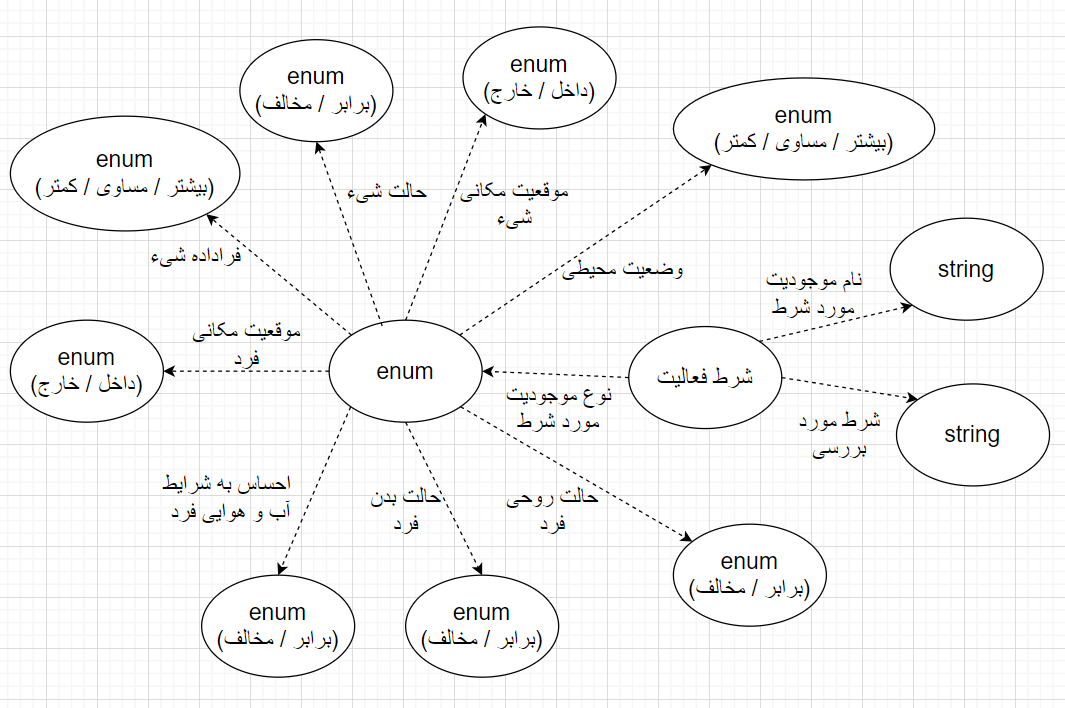 enum
(داخل / خارج)
enum
(برابر / مخالف)
enum
(بیشتر / مساوی / کمتر)
enum
(بیشتر / مساوی / کمتر)
حالت شیء
موقعیت مکانی
شیء
فراداده شیء
وضعیت محیطی
string
نام موجودیت
مورد شرط
موقعیت مکانی
فرد
enum
(داخل / خارج)
enum
شرط فعالیت
نوع موجودیت
مورد شرط
شرط مورد
بررسی
string
احساس به شرایط
آب و هوایی فرد
حالت بدن
فرد
حالت روحی
فرد
enum
(برابر / مخالف)
enum
(برابر / مخالف)
enum
(برابر / مخالف)